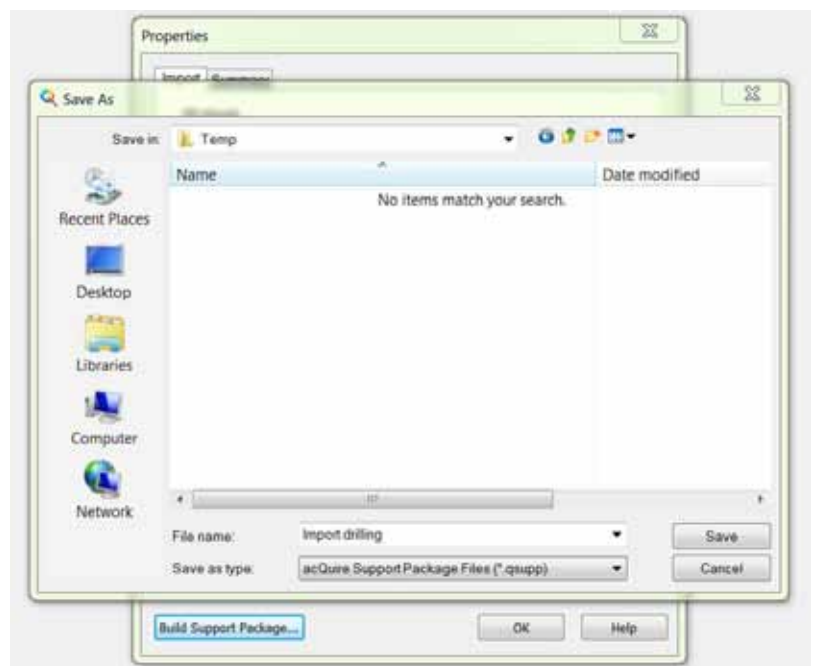 Properties
Import Summary
Save As
Save in: Temp
Name Date modified
No items match your search.
Recent Places
Desktop
Libraries
Computer
Network
File name: Import drilling Save
Save as type: acQuire Support Package Files (*.qsupp) Cancel
Build Support Package... OK Help